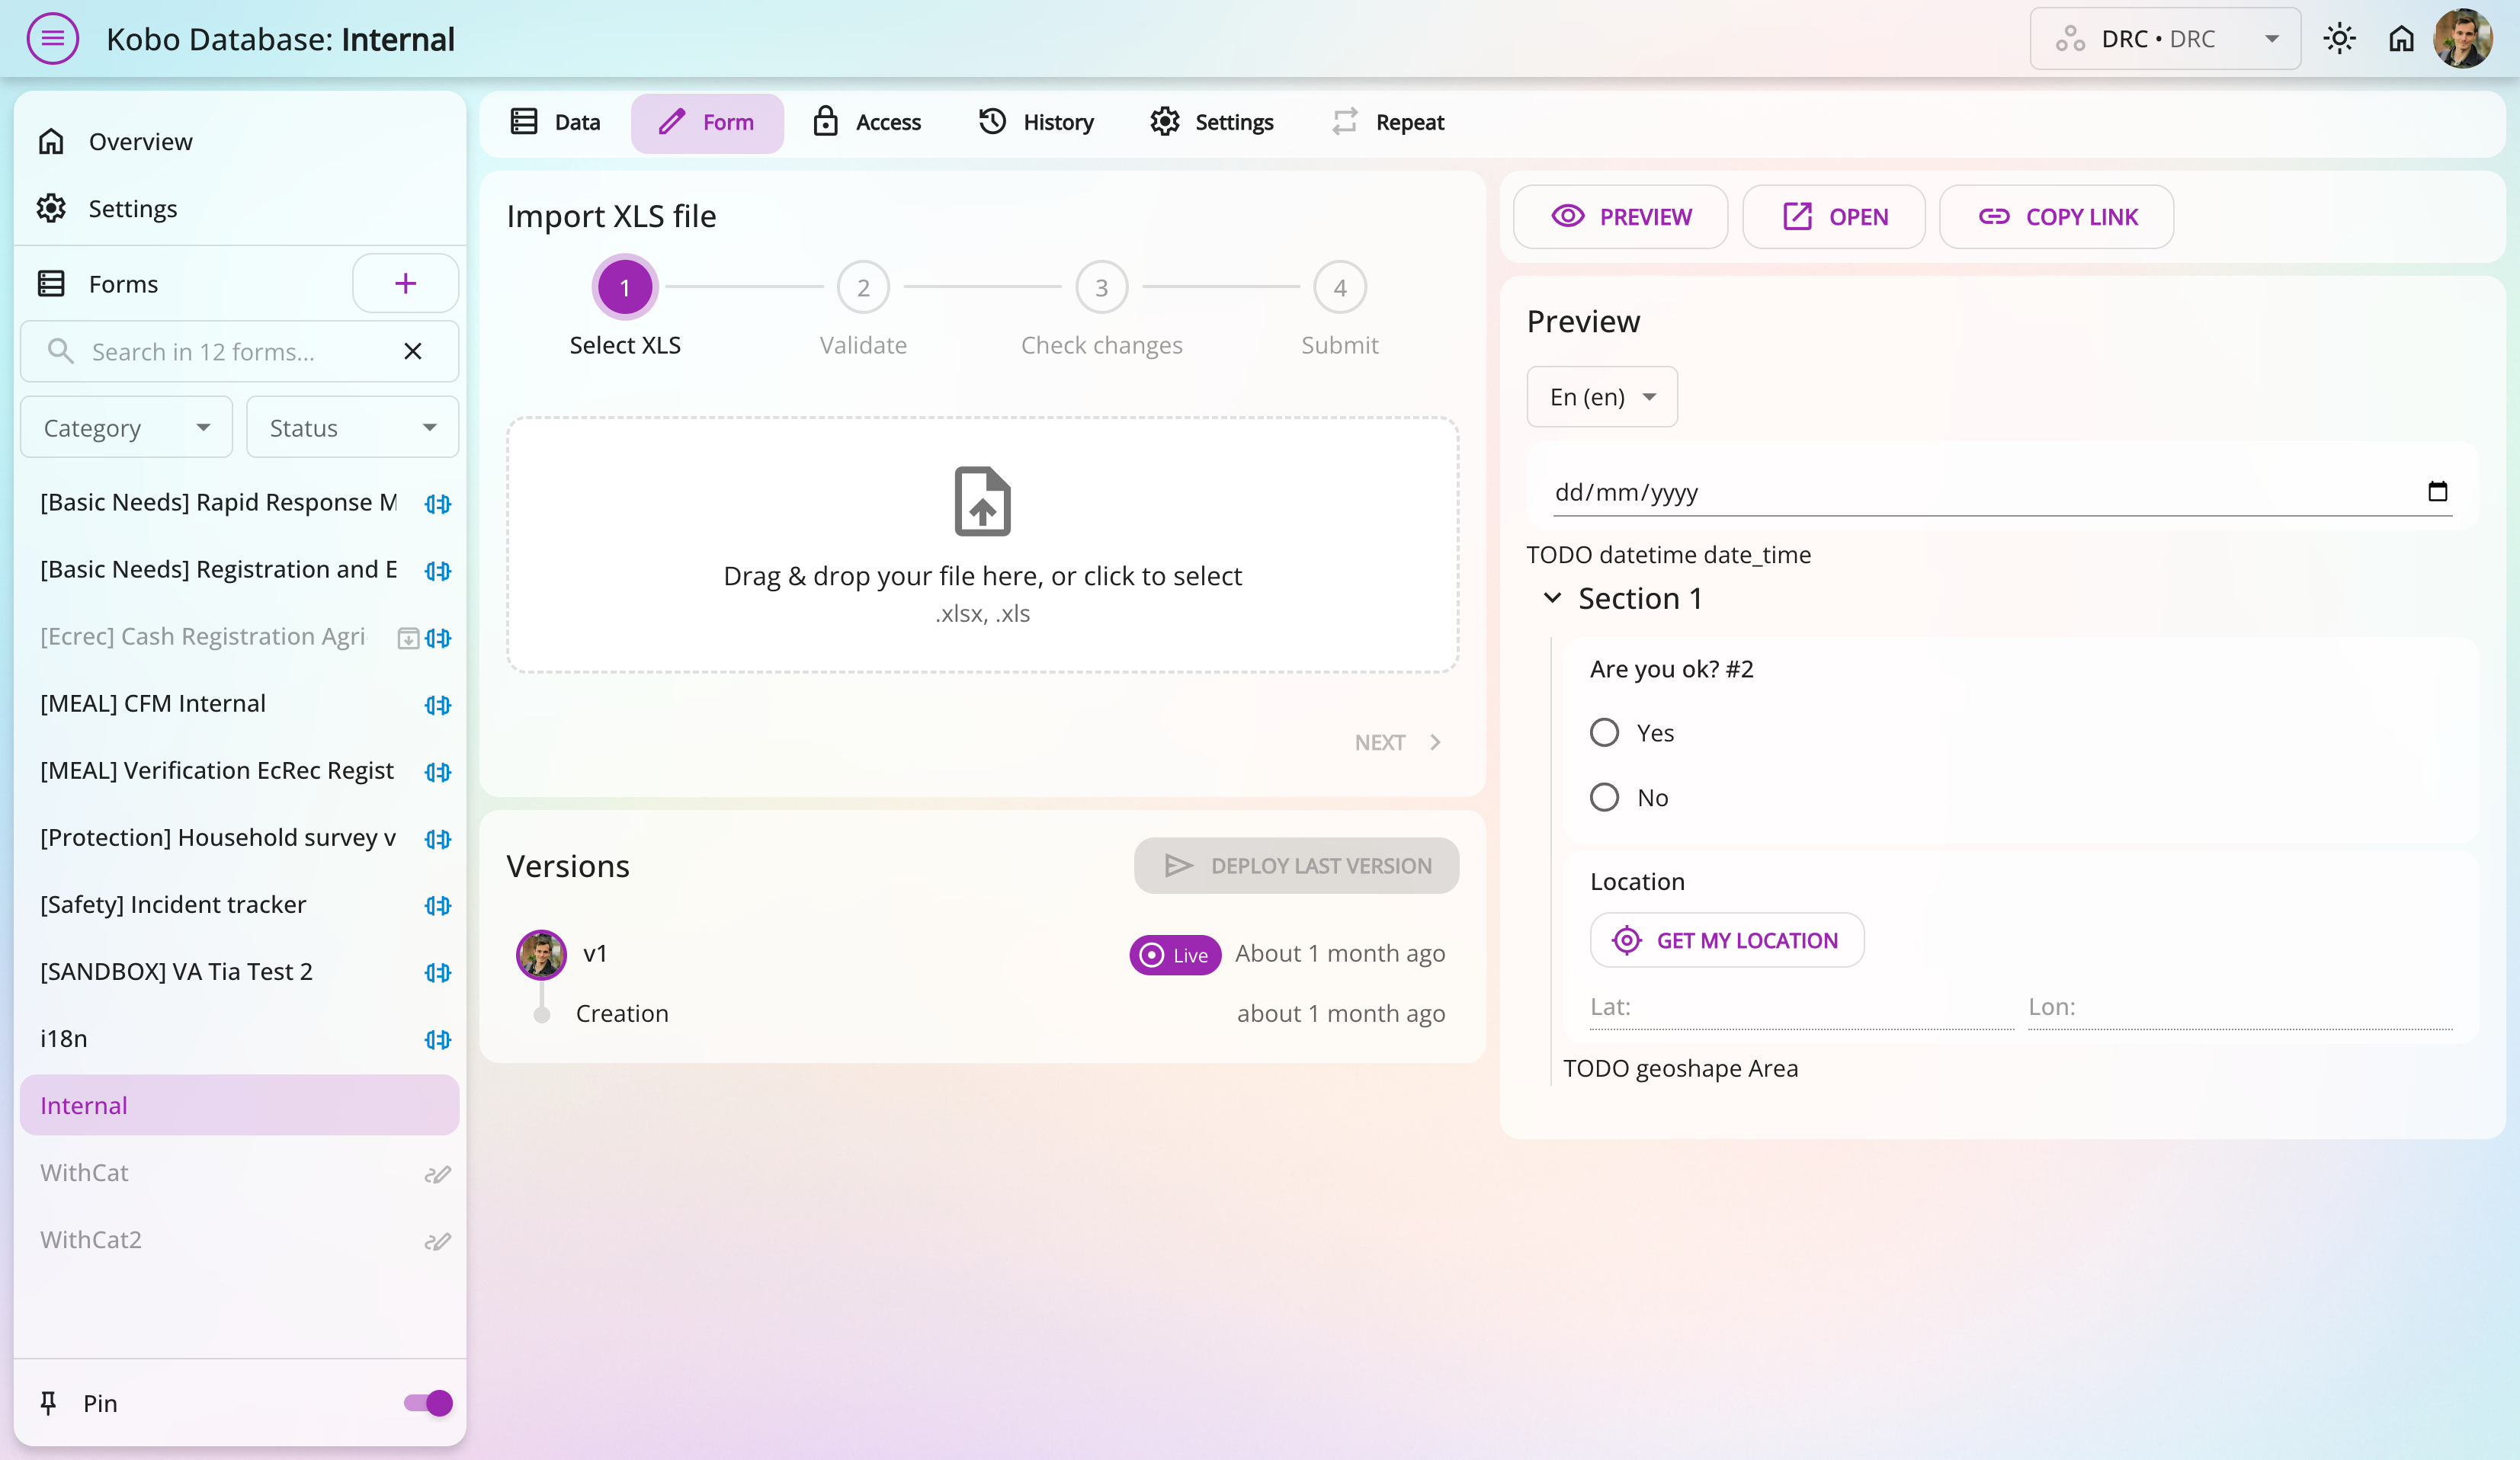 Kobo Database: Internal
DRC • DRC
Overview
Settings
Forms
Search in 12 forms...
Category
Status
[Basic Needs] Rapid Response M
[Basic Needs] Registration and E
[Ecrec] Cash Registration Agri
[MEAL] CFM Internal
[MEAL] Verification EcRec Regist
[Protection] Household survey v
[Safety] Incident tracker
[SANDBOX] VA Tia Test 2
i18n
Internal
WithCat
WithCat2
Pin
Data
Form
Access
History
Settings
Repeat
Import XLS file
1
2
3
4
Select XLS
Validate
Check changes
Submit
Drag & drop your file here, or click to select
.xlsx, .xls
NEXT
Versions
DEPLOY LAST VERSION
v1
Live
About 1 month ago
Creation
about 1 month ago
PREVIEW
OPEN
COPY LINK
Preview
En (en)
dd/mm/yyyy
TODO datetime date_time
Section 1
Are you ok? #2
Yes
No
Location
GET MY LOCATION
Lat:
Lon:
TODO geoshape Area